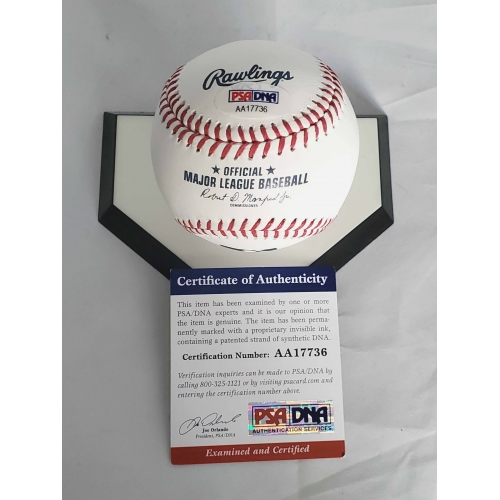 Rawlings
PSA DNA
AA17736
★ OFFICIAL ★
MAJOR LEAGUE BASEBALL
Robert D. Manfred Jr.
COMMISSIONER
Certificate of Authenticity
This item has been examined by one or more
PSA/DNA experts and it is our opinion that
the item is genuine. The item has been perma-
nently marked with a proprietary invisible ink,
containing a patented strand of synthetic DNA.
Certification Number: AA17736
Verification inquiries can be made to PSA/DNA by
calling 800-325-1121 or by visiting psacard.com and
entering the certification number above.
Joe Orlando
President, PSA/DNA
PSA DNA
AUTHENTICATION SERVICES
Examined and Certified